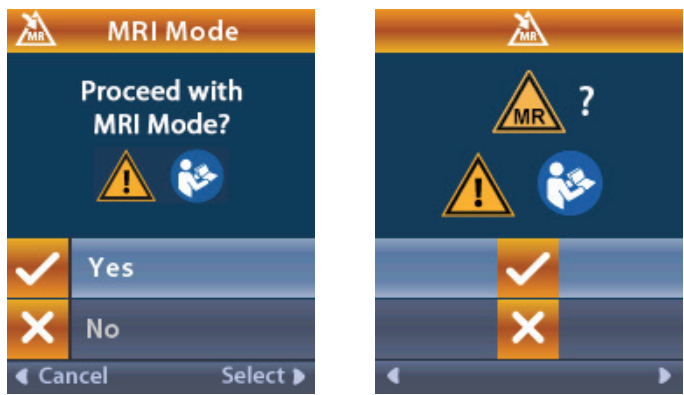 MR MRI Mode
Proceed with
MRI Mode?
Yes
No
Cancel Select
MR
MR ?